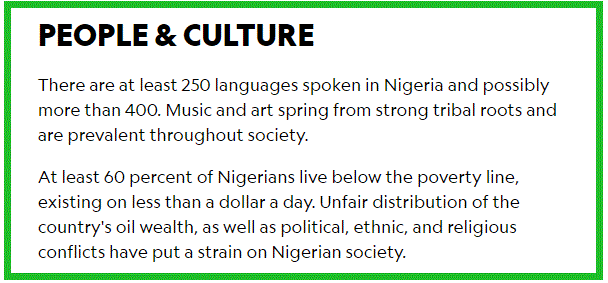 PEOPLE & CULTURE
There are at least 250 languages spoken in Nigeria and possibly
more than 400. Music and art spring from strong tribal roots and
are prevalent throughout society.
At least 60 percent of Nigerians live below the poverty line,
existing on less than a dollar a day. Unfair distribution of the
country's oil wealth, as well as political, ethnic, and religious
conflicts have put a strain on Nigerian society.